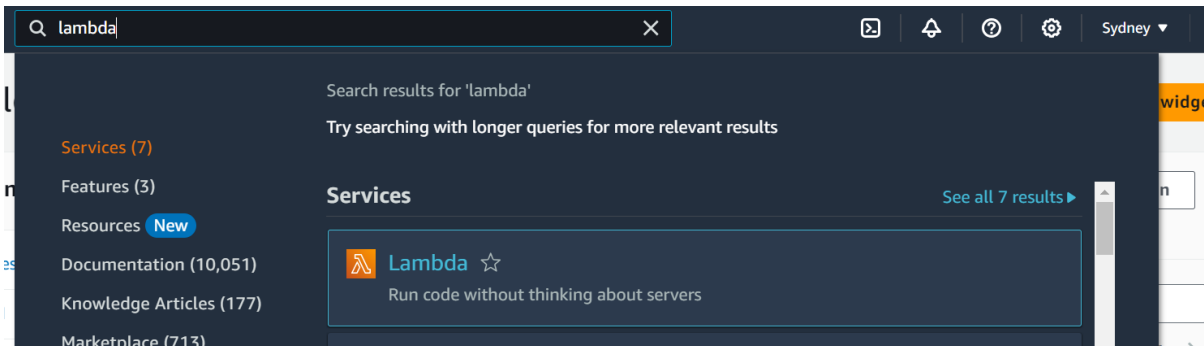 lambda
Sydney
Search results for 'lambda'
Try searching with longer queries for more relevant results
Services (7)
Features (3)
Resources New
Documentation (10,051)
Knowledge Articles (177)
Marketplace (713)
Services
See all 7 results
Lambda
Run code without thinking about servers